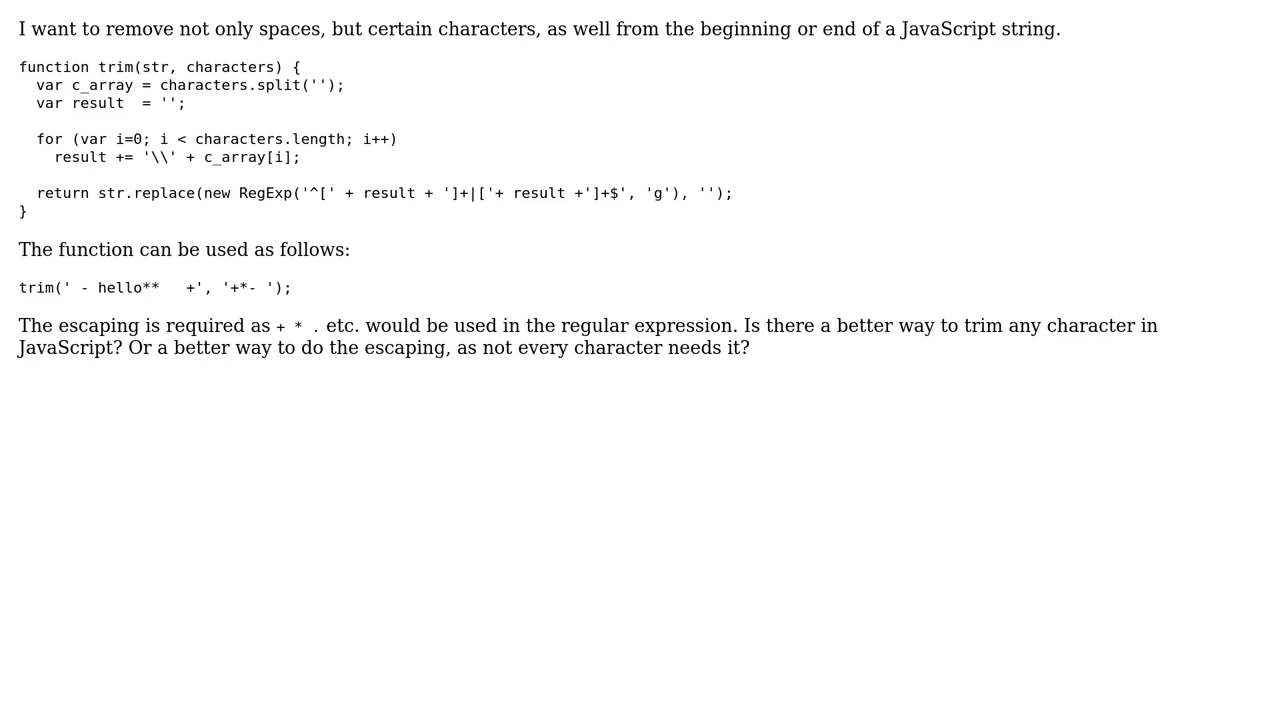 I want to remove not only spaces, but certain characters, as well from the beginning or end of a JavaScript string.
function trim(str, characters) {
  var c_array = characters.split('');
  var result  = '';
  for (var i=0; i < characters.length; i++)
    result += '\\' + c_array[i];
  return str.replace(new RegExp('^[' + result + ']+|['+ result +']+$', 'g'), '');
}
The function can be used as follows:
trim(' - hello**   +', '+*- ');
The escaping is required as + * . etc. would be used in the regular expression. Is there a better way to trim any character in
JavaScript? Or a better way to do the escaping, as not every character needs it?